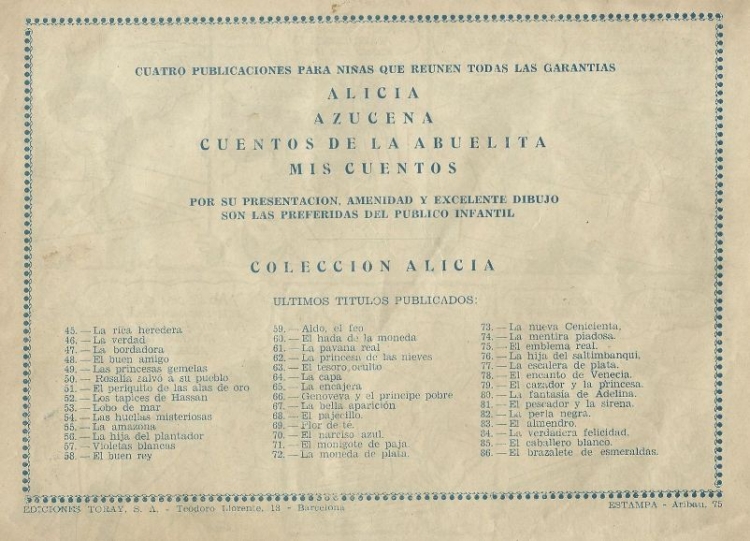 CUATRO PUBLICACIONES PARA NIÑAS QUE REUNEN TODAS LAS GARANTIAS
ALICIA
AZUCENA
CUENTOS DE LA ABUELITA
MIS CUENTOS
POR SU PRESENTACION, AMENIDAD Y EXCELENTE DIBUJO
SON LAS PREFERIDAS DEL PUBLICO INFANTIL
COLECCION ALICIA
ULTIMOS TITULOS PUBLICADOS:
45. — La rica heredera
46. — La verdad
47. — La bordadora
48. — El buen amigo
49. — Las princesas gemelas
50. — Rosalía salvó a su pueblo
51. — El periquito de las alas de oro
52. — Los tapices de Hassan
53. — Lobo de mar
54. — Las huellas misteriosas
55. — La amazona
56. — La hija del plantador
57. — Violetas blancas
58. — El buen rey
59. — Aldo, el feo
60. — El hada de la moneda
61. — La pavana real
62. — La princesa de las nieves
63. — El tesoro oculto
64. — La capa
65. — La encajera
66. — Genoveva y el príncipe pobre
67. — La bella aparición
68. — El pajecillo.
69. — Flor de té.
70. — El narciso azul.
71. — El monigote de paja
72. — La moneda de plata.
73. — La nueva Cenicienta,
74. — La mentira piadosa.
75. — El emblema real.
76. — La hija del saltimbanqui,
77. — La escalera de plata.
78. — El encanto de Venecia.
79. — El cazador y la princesa.
80. — La fantasía de Adelina.
81. — El pescador y la sirena.
82. — La perla negra.
83. — El almendro.
84. — La verdadera felicidad.
85. — El caballero blanco.
86. — El brazalete de esmeraldas.
EDICIONES TORAY, S. A. - Teodoro Llorente, 13 - Barcelona
ESTAMPA - Aribau, 75